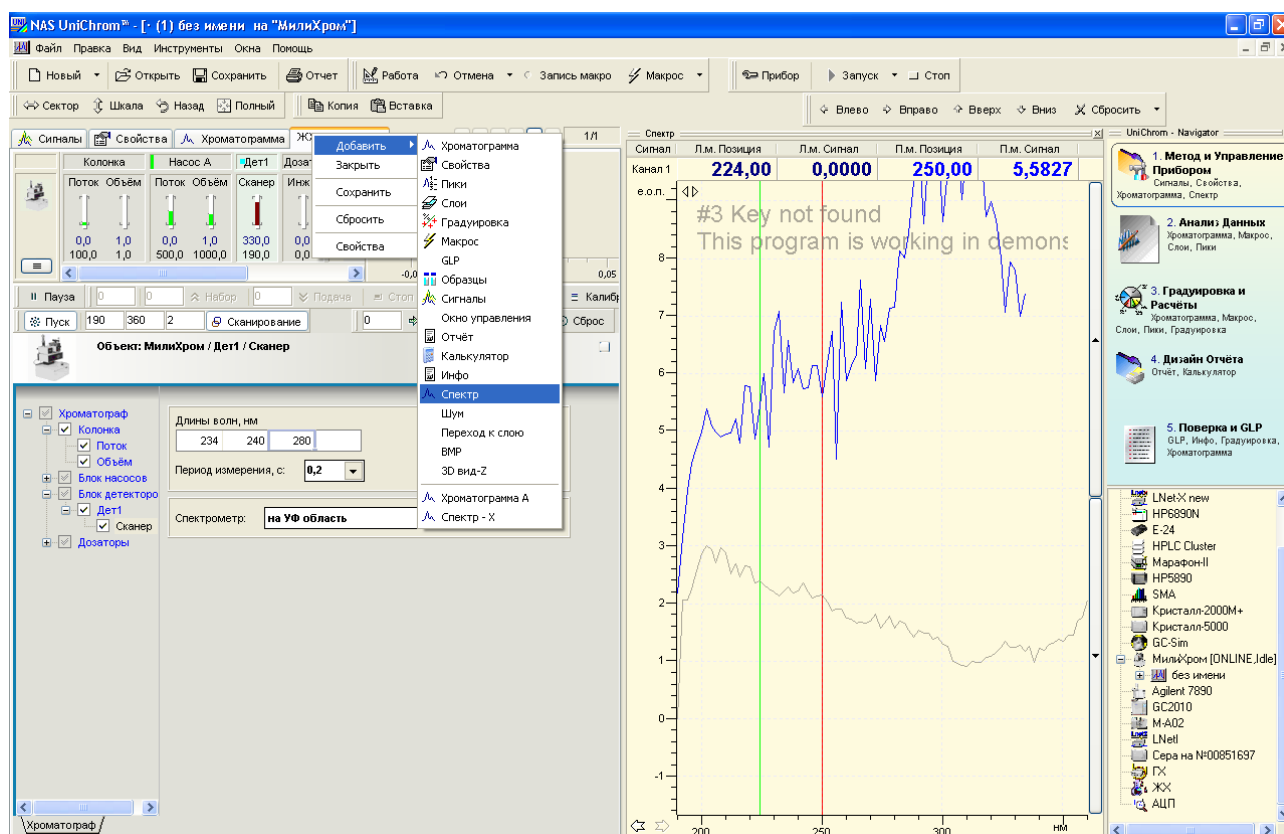 NAS UniChrom™ - [· (1) без имени на "МилиХром"]
Файл Правка Вид Инструменты Окна Помощь
Новый Открыть Сохранить Отчет Работа Отмена Запись макро Макрос Прибор Запуск Стоп
Сектор Шкала Назад Полный Копия Вставка Влево Вправо Вверх Вниз Сбросить
Сигналы Свойства Хроматограмма 1/1
Колонка Насос А Дет1
Поток Объём Поток Объём Сканер
0,0 1,0 0,0 1,0 330,0
100,0 1,0 500,0 1000,0 190,0
0,05
Пауза 0 0 Набор 0 Подача Стоп
Пуск 190 360 2 Сканирование 0 Сброс
Объект: МилиХром / Дет1 / Сканер
Хроматограф
Колонка
Поток
Объём
Блок насосов
Блок детекторо
Дет1
Сканер
Дозаторы
Длины волн, нм
234 240 280
Период измерения, с: 0,2
Спектрометр: на УФ область
Хроматограф
Добавить
Закрыть
Сохранить
Сбросить
Свойства
Хроматограмма
Свойства
Пики
Слои
Градуировка
Макрос
GLP
Образцы
Сигналы
Окно управления
Отчёт
Калькулятор
Инфо
Спектр
Шум
Переход к слою
BMP
3D вид-Z
Хроматограмма А
Спектр - X
Спектр
Сигнал Л.м. Позиция Л.м. Сигнал П.м. Позиция П.м. Сигнал
Канал 1 224,00 0,0000 250,00 5,5827
е.о.п.
#3 Key not found
This program is working in demons
8
7
6
5
4
3
2
1
0
-1
200 250 300 нм
UniChrom - Navigator
1. Метод и Управление
Прибором
Сигналы, Свойства,
Хроматограмма, Спектр
2. Анализ Данных
Хроматограмма, Макрос,
Слои, Пики
3. Градуировка и
Расчёты
Хроматограмма, Макрос,
Слои, Пики, Градуировка
4. Дизайн Отчёта
Отчёт, Калькулятор
5. Поверка и GLP
GLP, Инфо, Градуировка,
Хроматограмма
LNet-X new
HP6890N
E-24
HPLC Cluster
Марафон-II
HP5890
SMA
Кристалл-2000М+
Кристалл-5000
GC-Sim
МилиХром [ONLINE,Idle]
без имени
Agilent 7890
GC2010
M-A02
LNetI
Сера на №00851697
ГХ
ЖХ
АЦП